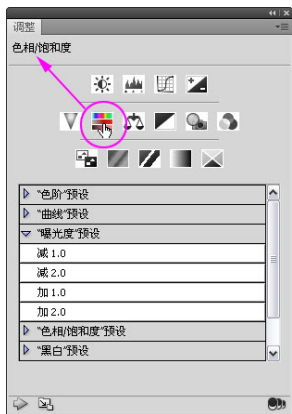 调整
色相/饱和度
“色阶”预设
“曲线”预设
“曝光度”预设
减 1.0
减 2.0
加 1.0
加 2.0
“色相/饱和度”预设
“黑白”预设